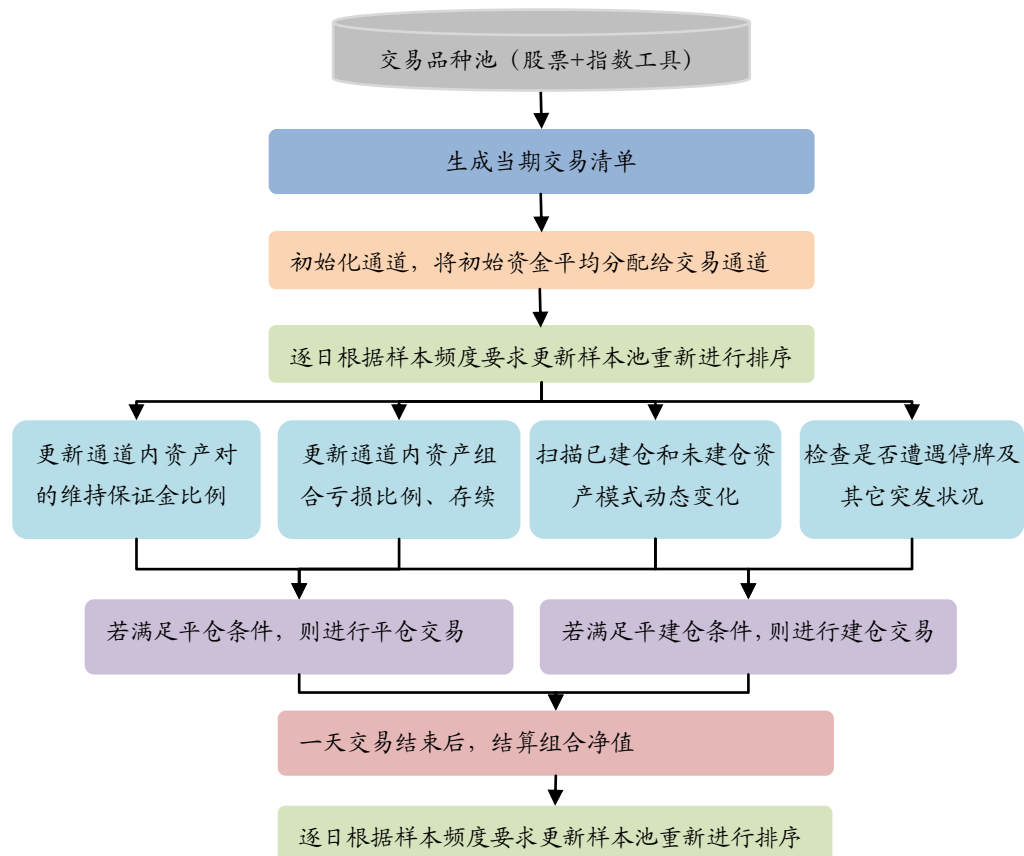 交易品种池（股票+指数工具）
生成当期交易清单
初始化通道，将初始资金平均分配给交易通道
逐日根据样本频度要求更新样本池重新进行排序
更新通道内资产对
的维持保证金比例
更新通道内资产组
合亏损比例、存续
扫描已建仓和未建仓资
产模式动态变化
检查是否遭遇停牌及
其它突发状况
若满足平仓条件，则进行平仓交易
若满足平建仓条件，则进行建仓交易
一天交易结束后，结算组合净值
逐日根据样本频度要求更新样本池重新进行排序